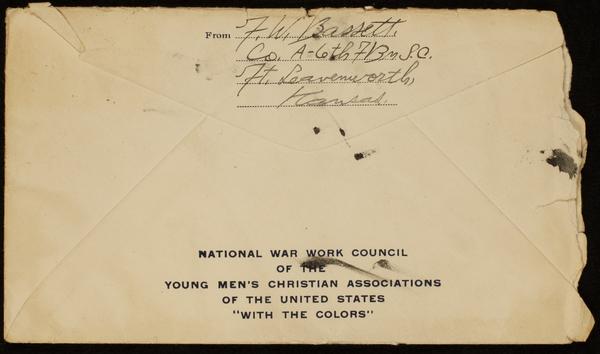 From F. W. Bassett.
Co. A-6th F Bn S.C.
Ft. Leavenworth,
Kansas.
NATIONAL WAR WORK COUNCIL
OF THE
YOUNG MEN'S CHRISTIAN ASSOCIATIONS
OF THE UNITED STATES
"WITH THE COLORS"